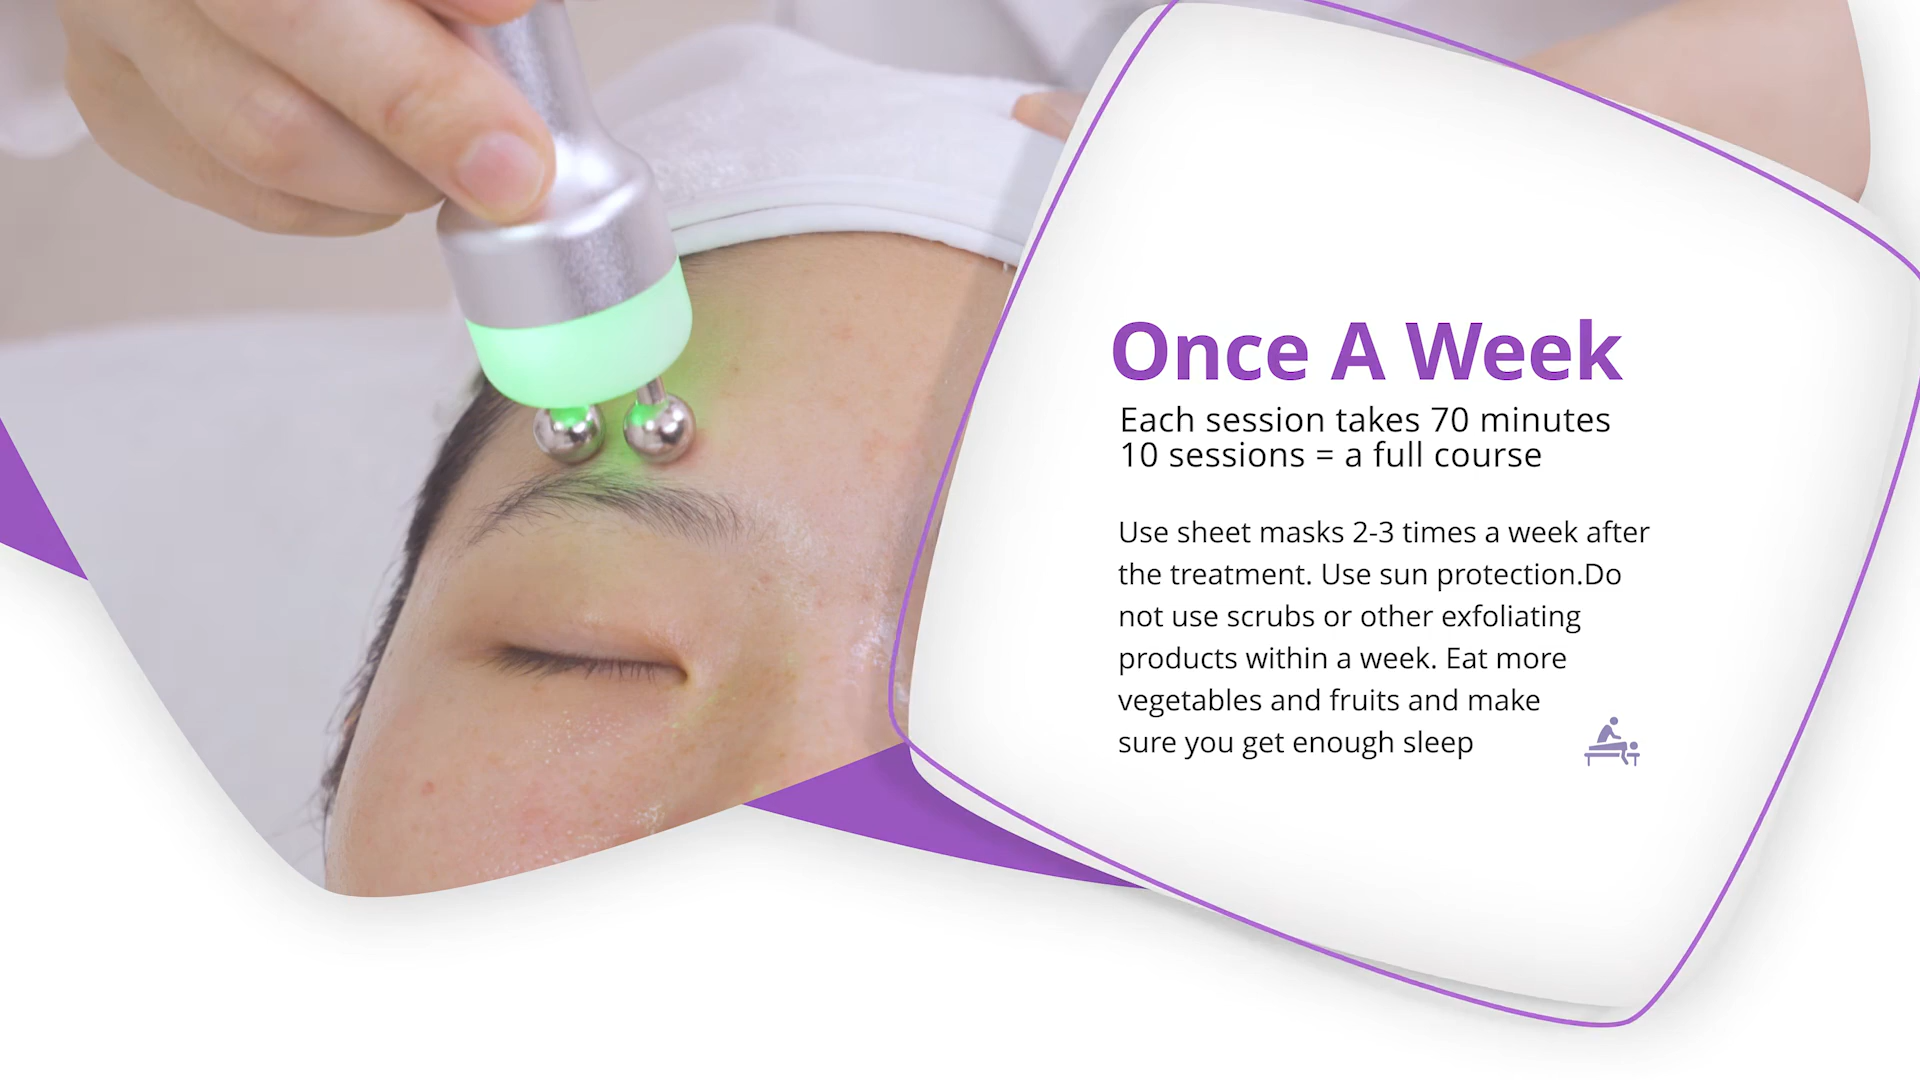 Once A Week
Each session takes 70 minutes
10 sessions = a full course
Use sheet masks 2-3 times a week after
the treatment. Use sun protection.Do
not use scrubs or other exfoliating
products within a week. Eat more
vegetables and fruits and make
sure you get enough sleep